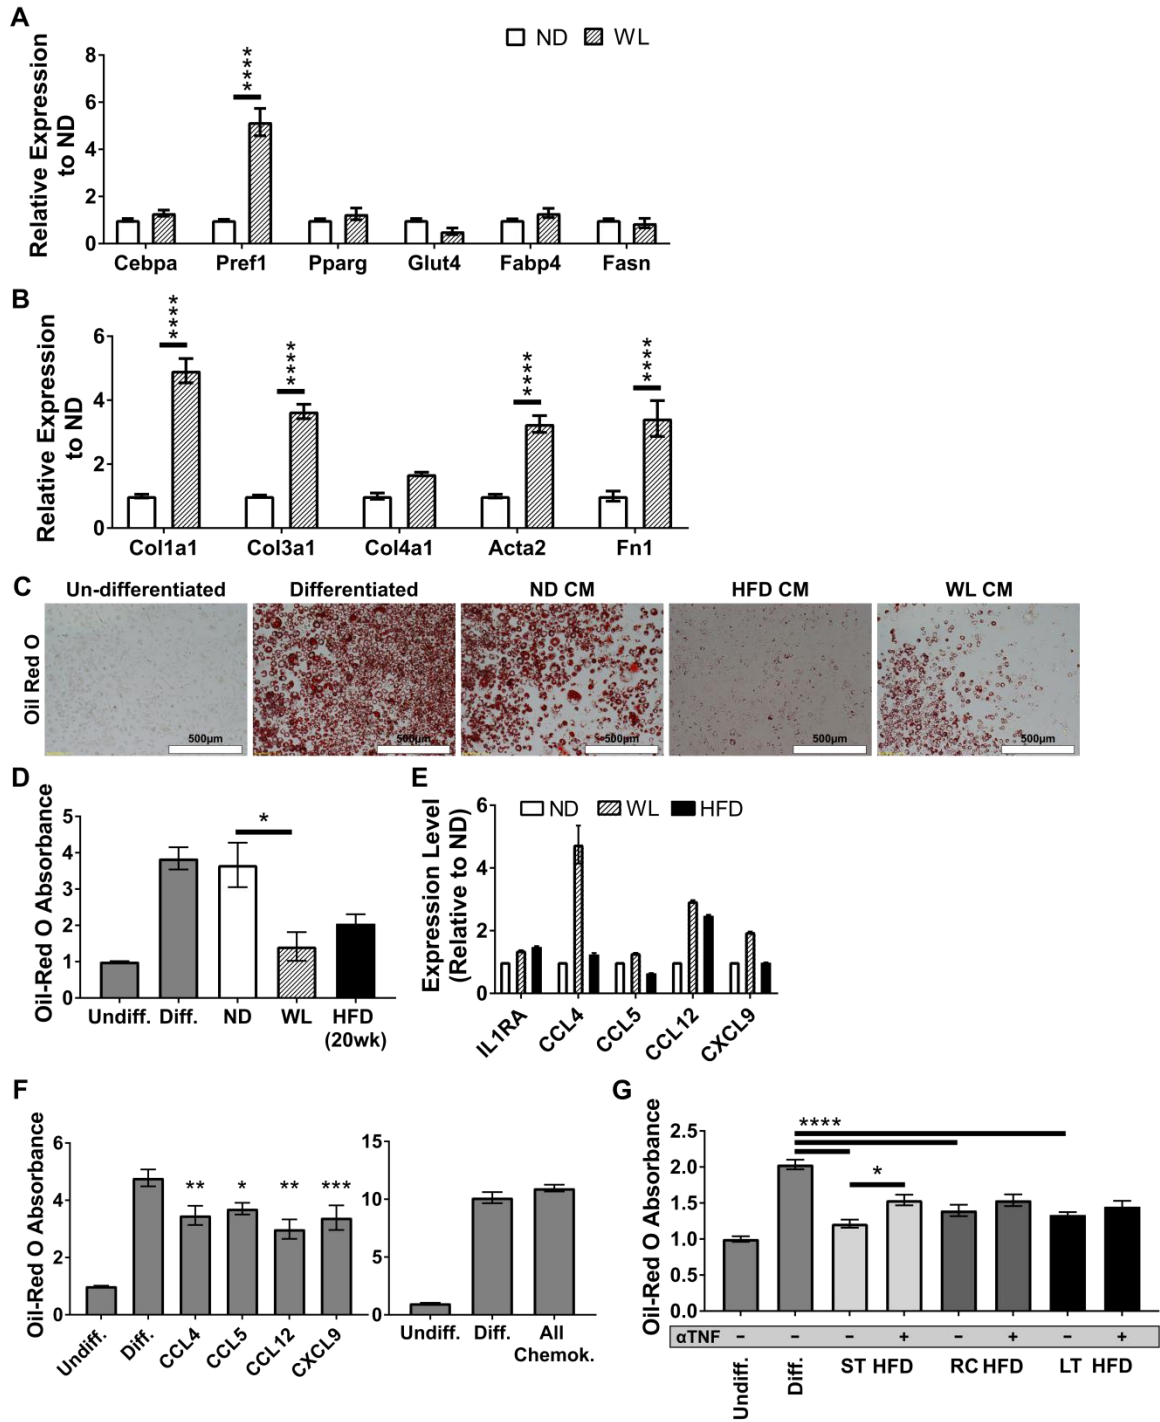 A
ND WL
Relative Expression
to ND
8
6
4
2
0
****
Cebpa Pref1 Pparg Glut4 Fabp4 Fasn
B
Relative Expression
to ND
6
4
2
0
**** **** **** ****
Col1a1 Col3a1 Col4a1 Acta2 Fn1
C
Un-differentiated Differentiated ND CM HFD CM WL CM
Oil Red O
500µm 500µm 500µm 500µm 500µm
D
Oil-Red O Absorbance
5
4
3
2
1
0
*
Undiff. Diff. ND WL HFD
(20wk)
E
Expression Level
(Relative to ND)
6
4
2
0
ND WL HFD
IL1RA CCL4 CCL5 CCL12 CXCL9
F
Oil-Red O Absorbance
6
4
2
0
** * ** ***
Undiff. Diff. CCL4 CCL5 CCL12 CXCL9
15
10
5
0
Undiff. Diff. All
Chemok.
G
Oil-Red O Absorbance
2.5
2.0
1.5
1.0
0.5
0.0
****
*
αTNF − − − + − + − +
Undiff. Diff. ST HFD RC HFD LT HFD